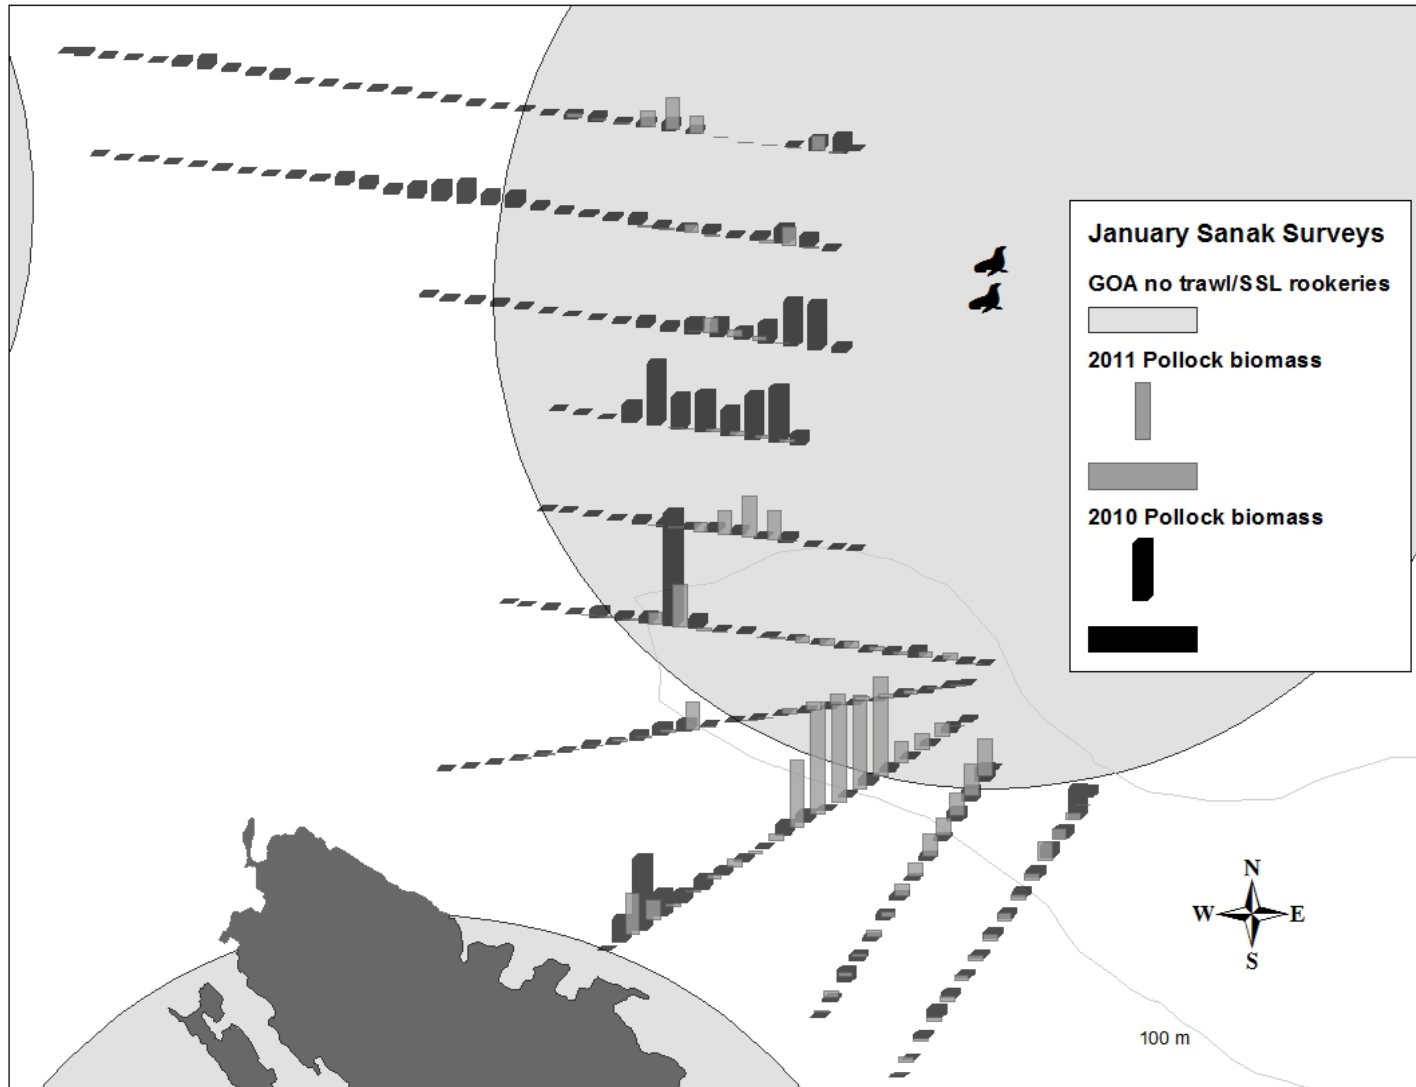 January Sanak Surveys
GOA no trawl/SSL rookeries
2011 Pollock biomass
2010 Pollock biomass
N
W E
S
100 m